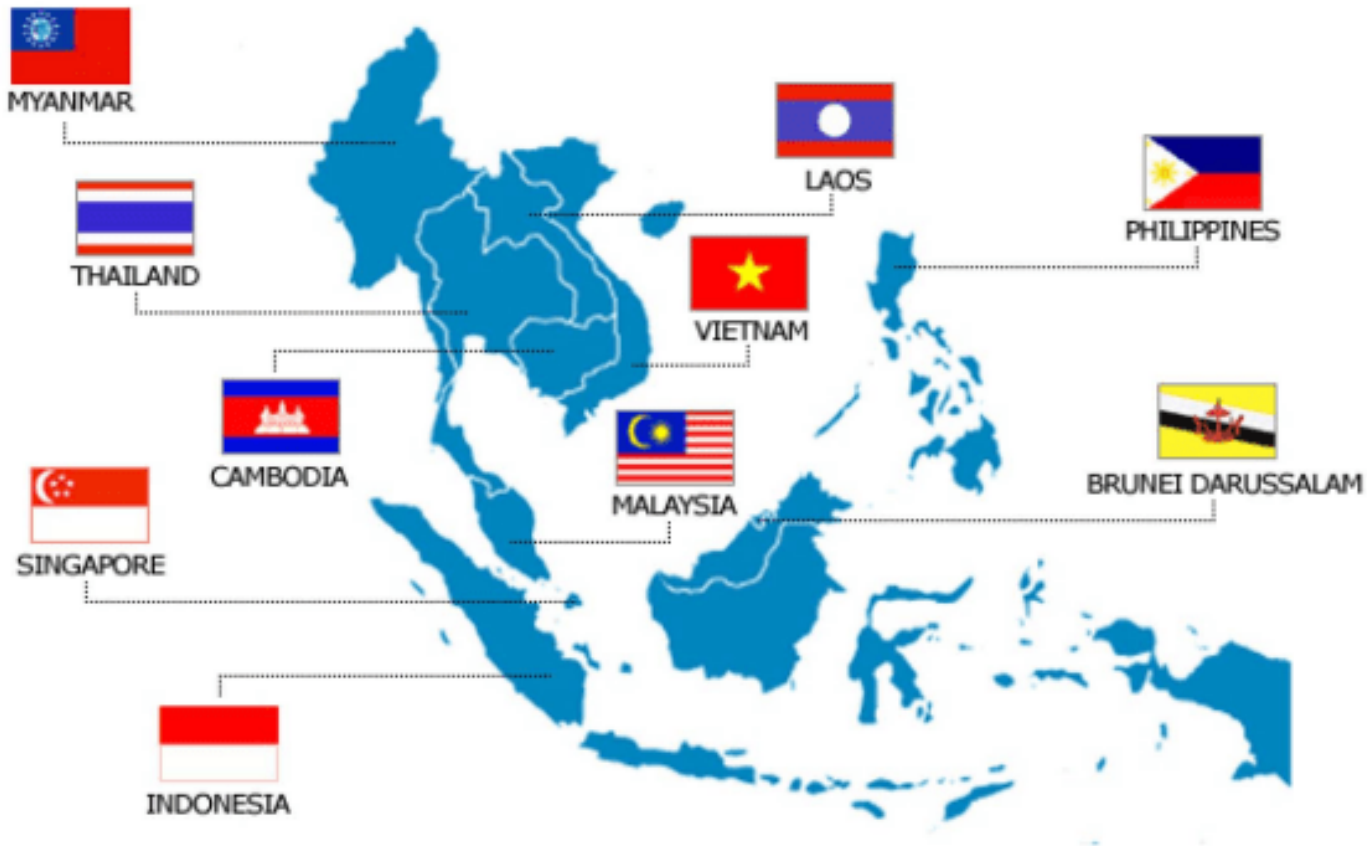 MYANMAR
LAOS
PHILIPPINES
THAILAND
VIETNAM
CAMBODIA
MALAYSIA
BRUNEI DARUSSALAM
SINGAPORE
INDONESIA